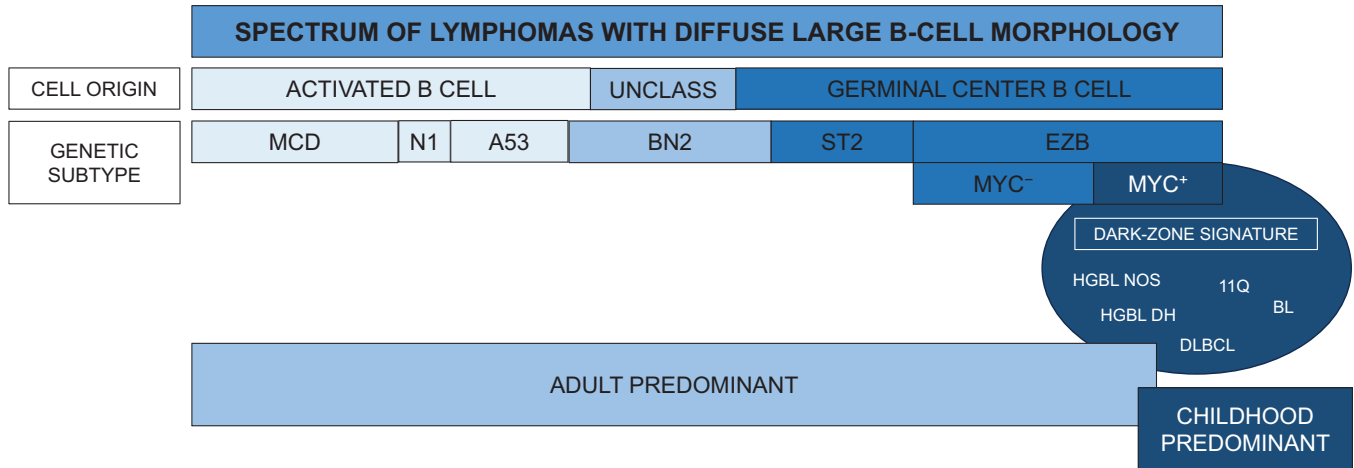 SPECTRUM OF LYMPHOMAS WITH DIFFUSE LARGE B-CELL MORPHOLOGY
CELL ORIGIN
ACTIVATED B CELL
UNCLASS
GERMINAL CENTER B CELL
GENETIC
SUBTYPE
MCD
N1
A53
BN2
ST2
EZB
MYC⁻
MYC⁺
DARK-ZONE SIGNATURE
HGBL NOS
11Q
BL
HGBL DH
DLBCL
ADULT PREDOMINANT
CHILDHOOD
PREDOMINANT